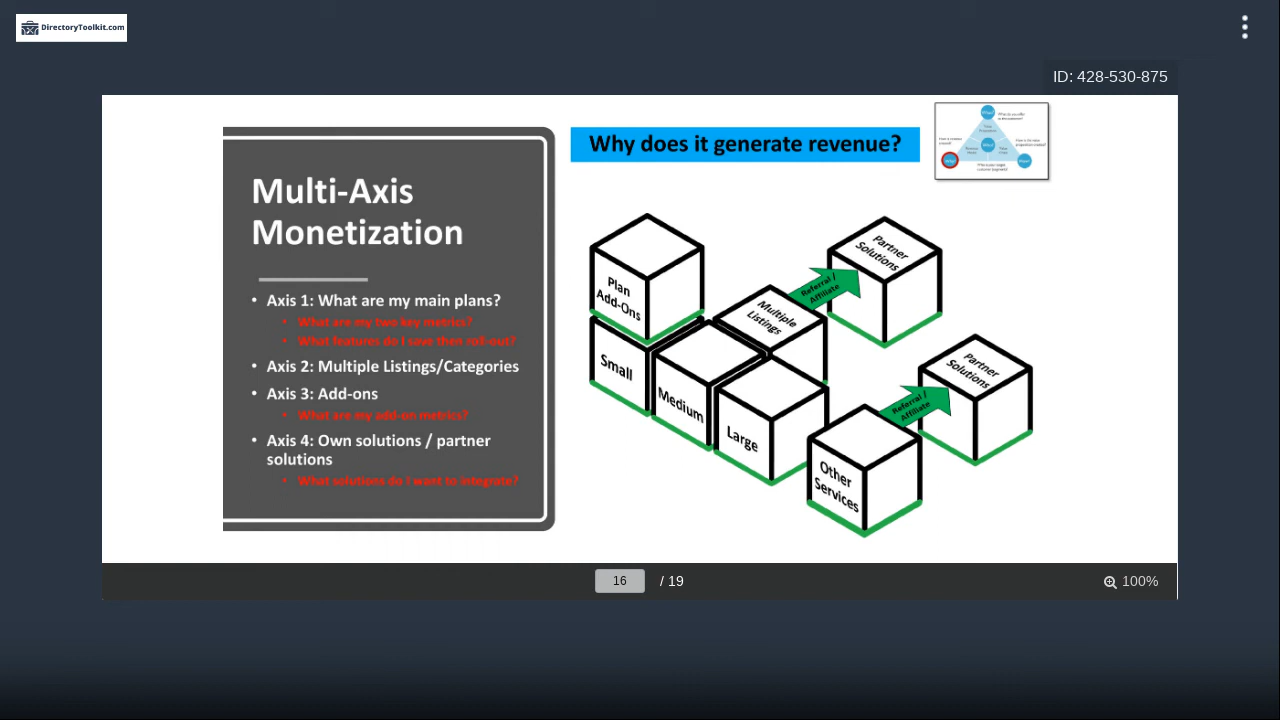 DirectoryToolkit.com
ID: 428-530-875
Why does it generate revenue?
Multi-Axis
Monetization
• Axis 1: What are my main plans?
• What are my two key metrics?
• What features do I save then roll-out?
• Axis 2: Multiple Listings/Categories
• Axis 3: Add-ons
• What are my add-on metrics?
• Axis 4: Own solutions / partner
solutions
• What solutions do I want to integrate?
Plan
Add-Ons
Small
Medium
Large
Multiple
Listings
Referral /
Affiliate
Partner
Solutions
Other
Services
Referral /
Affiliate
Partner
Solutions
16 / 19
100%